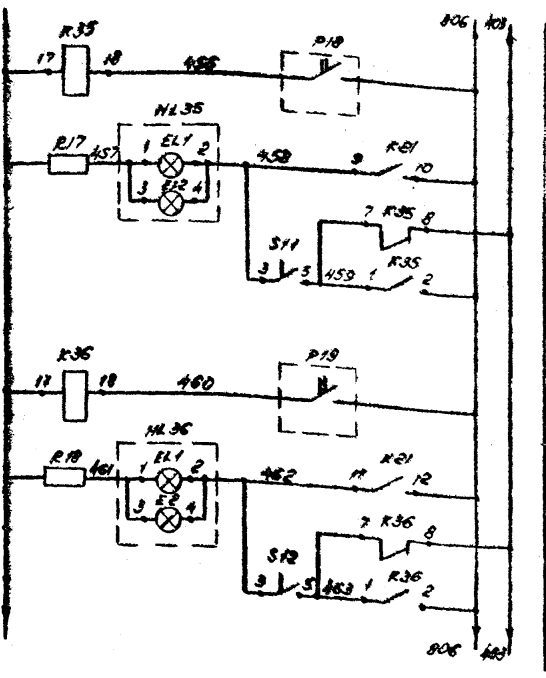 806 403
K35
17 18 456 P18
HL35
R17 457 1 EL1 2 458 9 K21 10
3 EL2 4
7 K35 8
S11
3 5 459 1 K35 2
K36
17 18 460 P19
HL36
R18 461 1 EL1 2 462 11 K21 12
3 EL2 4
7 K36 8
S12
3 5 463 1 K36 2
806 403